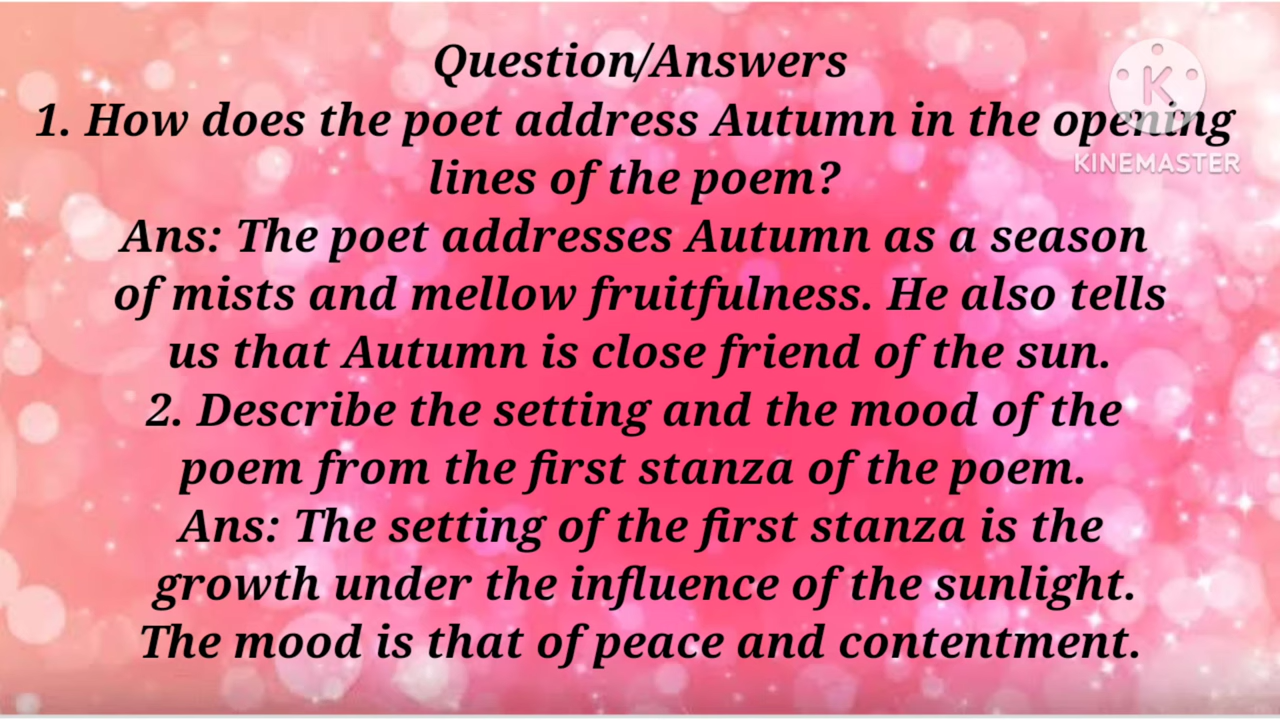 Question/Answers
1. How does the poet address Autumn in the opening
lines of the poem?
Ans: The poet addresses Autumn as a season
of mists and mellow fruitfulness. He also tells
us that Autumn is close friend of the sun.
2. Describe the setting and the mood of the
poem from the first stanza of the poem.
Ans: The setting of the first stanza is the
growth under the influence of the sunlight.
The mood is that of peace and contentment.
K
KINEMASTER